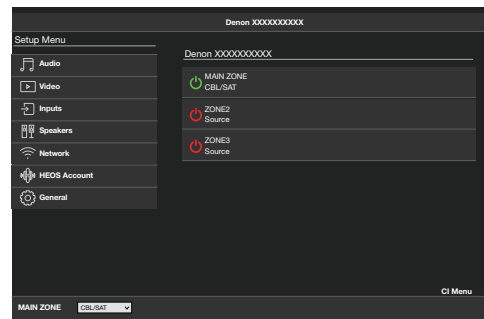 Denon XXXXXXXXXX
Setup Menu
Audio
Video
Inputs
Speakers
Network
HEOS Account
General
Denon XXXXXXXXXX
MAIN ZONE
CBL/SAT
ZONE2
Source
ZONE3
Source
CI Menu
MAIN ZONE CBL/SAT